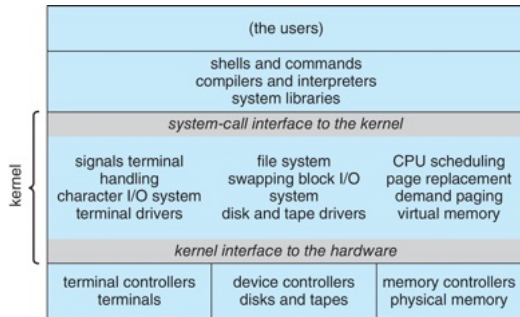 (the users)
shells and commands
compilers and interpreters
system libraries
system-call interface to the kernel
kernel
signals terminal
handling
character I/O system
terminal drivers
file system
swapping block I/O
system
disk and tape drivers
CPU scheduling
page replacement
demand paging
virtual memory
kernel interface to the hardware
terminal controllers
terminals
device controllers
disks and tapes
memory controllers
physical memory